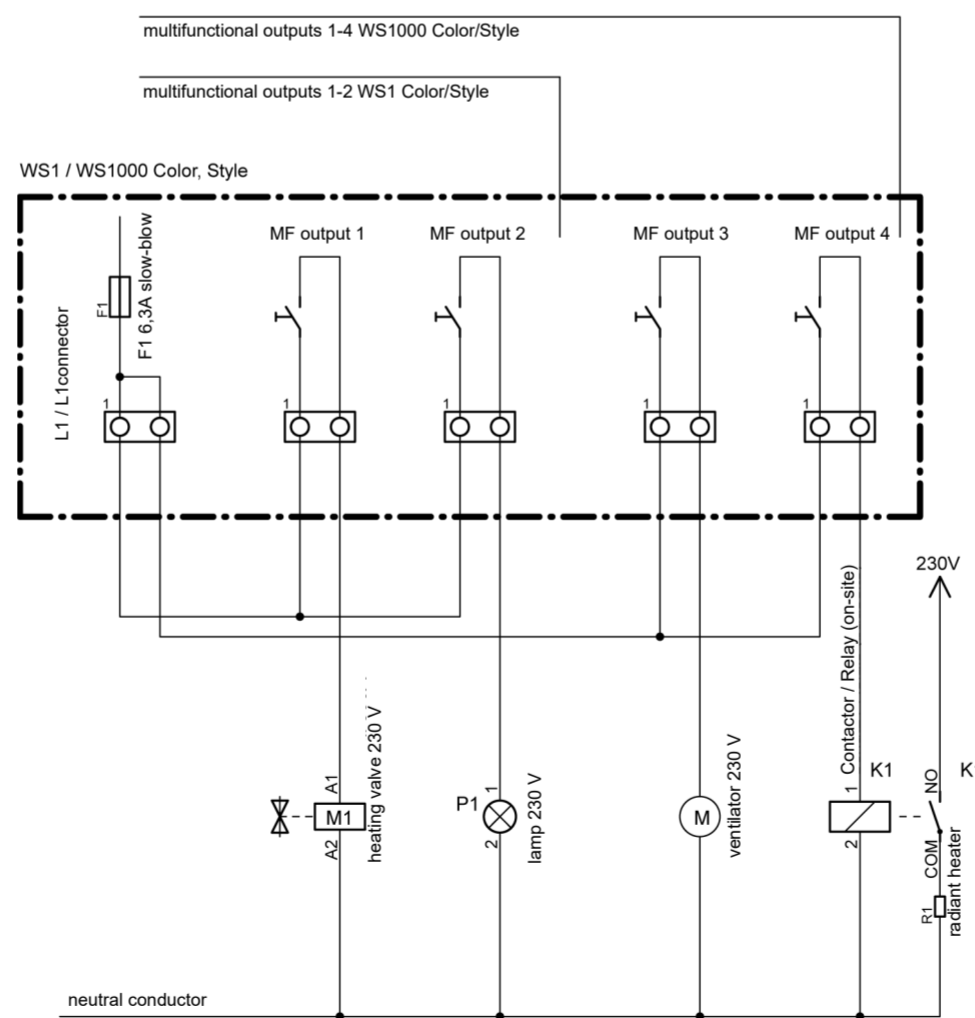 multifunctional outputs 1-4 WS1000 Color/Style
multifunctional outputs 1-2 WS1 Color/Style
WS1 / WS1000 Color, Style
MF output 1
MF output 2
MF output 3
MF output 4
L1 / L1connector
F1
F1 6,3A slow-blow
1
1
1
1
1
230V
Contactor / Relay (on-site)
A1
M1
A2
heating valve 230 V
P1
1
2
lamp 230 V
M
ventilator 230 V
1
K1
2
NO
K
COM
R1
radiant heater
neutral conductor